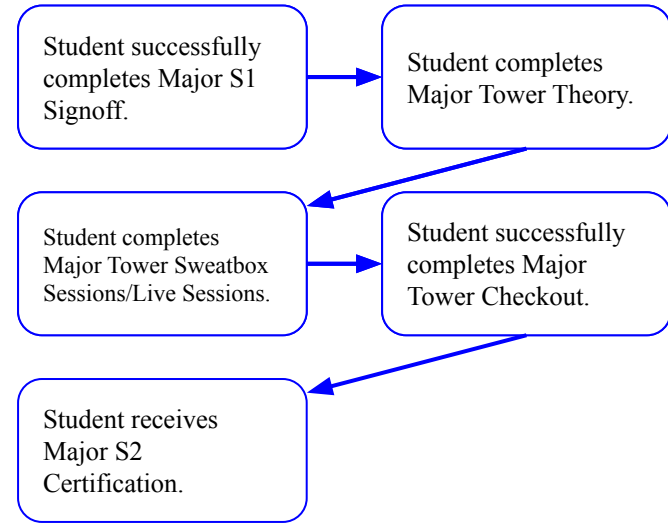 Student successfully
completes Major S1
Signoff.
Student completes
Major Tower Theory.
Student completes
Major Tower Sweatbox
Sessions/Live Sessions.
Student successfully
completes Major
Tower Checkout.
Student receives
Major S2
Certification.